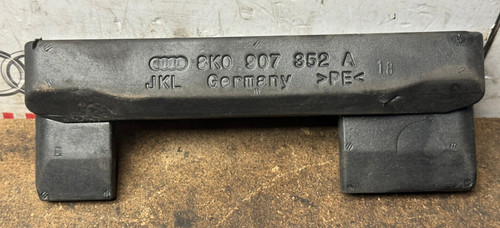 8K0 907 352 A
JKL Germany >PE< 18